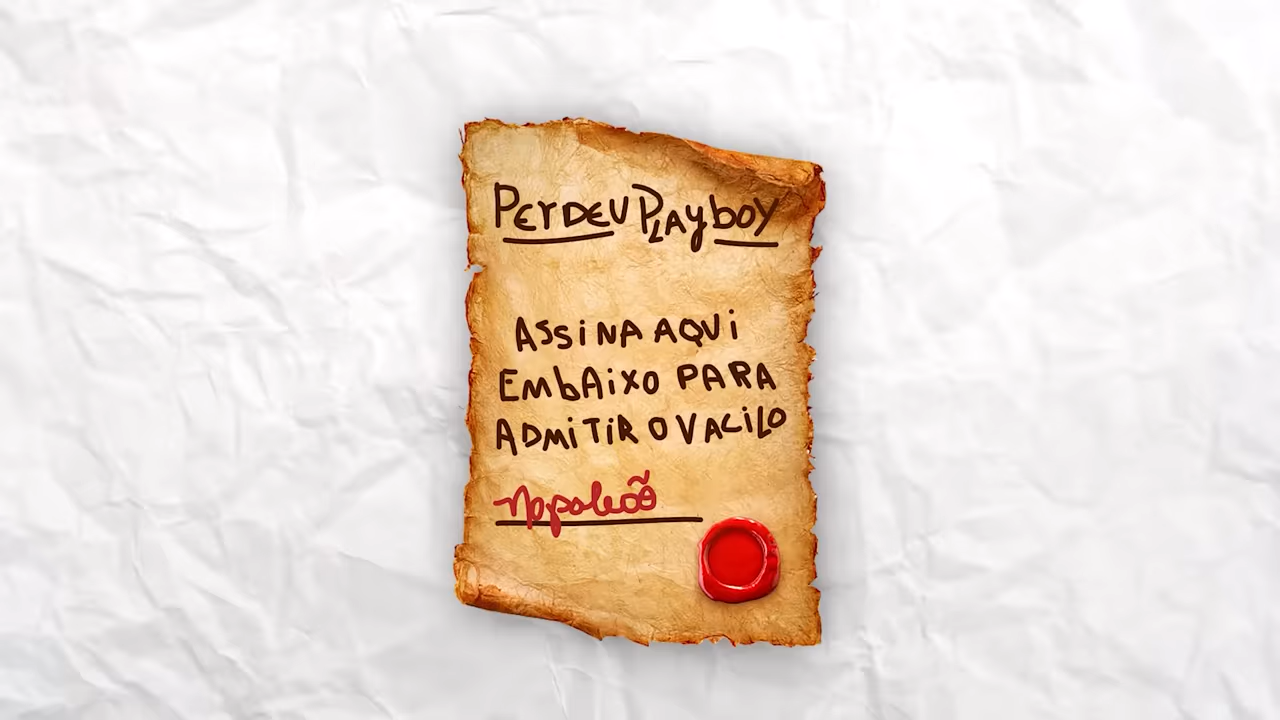 PERDEU PLAYBOY
ASSINA AQUI
EMBAIXO PARA
ADMITIR O VACILO
Napoleão